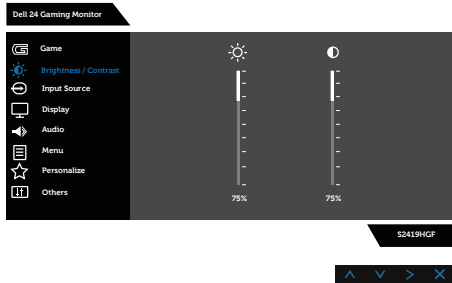 Dell 24 Gaming Monitor
Game
Brightness / Contrast
Input Source
Display
Audio
Menu
Personalize
Others
75%
75%
S2419HGF